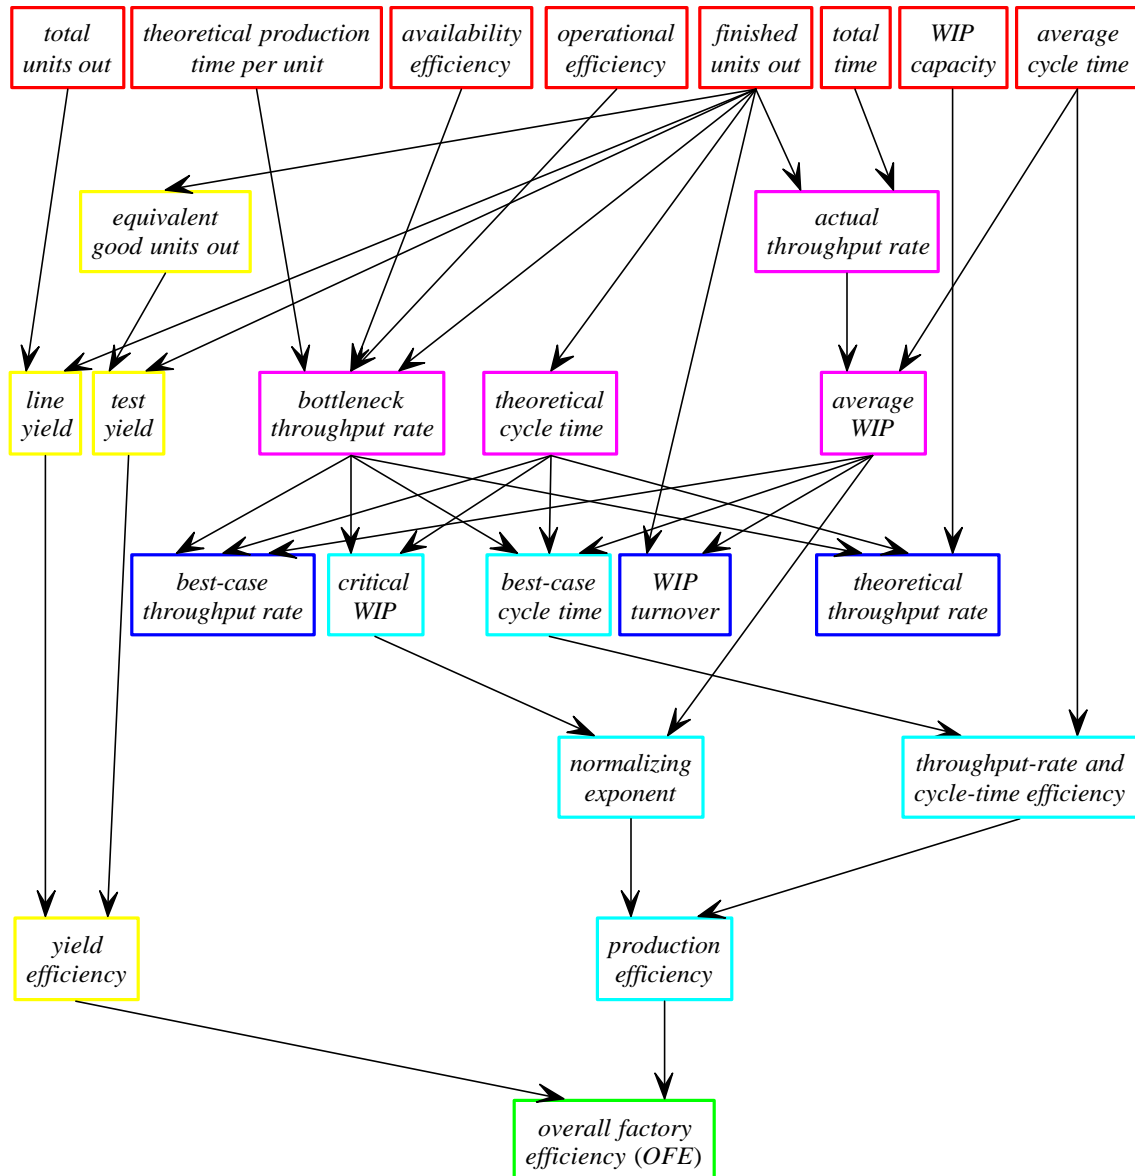 total
units out
theoretical production
time per unit
availability
efficiency
operational
efficiency
finished
units out
total
time
WIP
capacity
average
cycle time
equivalent
good units out
actual
throughput rate
line
yield
test
yield
bottleneck
throughput rate
theoretical
cycle time
average
WIP
best-case
throughput rate
critical
WIP
best-case
cycle time
WIP
turnover
theoretical
throughput rate
normalizing
exponent
throughput-rate and
cycle-time efficiency
yield
efficiency
production
efficiency
overall factory
efficiency (OFE)